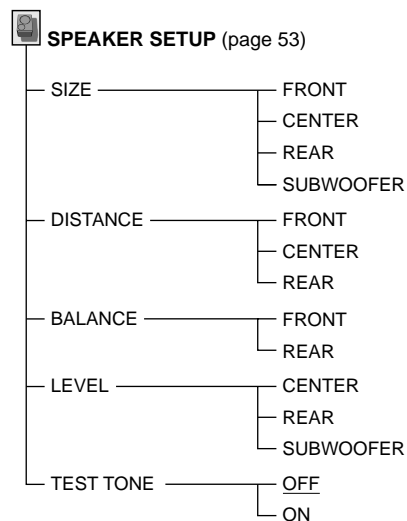 SPEAKER SETUP (page 53)
SIZE FRONT
CENTER
REAR
SUBWOOFER
DISTANCE FRONT
CENTER
REAR
BALANCE FRONT
REAR
LEVEL CENTER
REAR
SUBWOOFER
TEST TONE OFF
ON